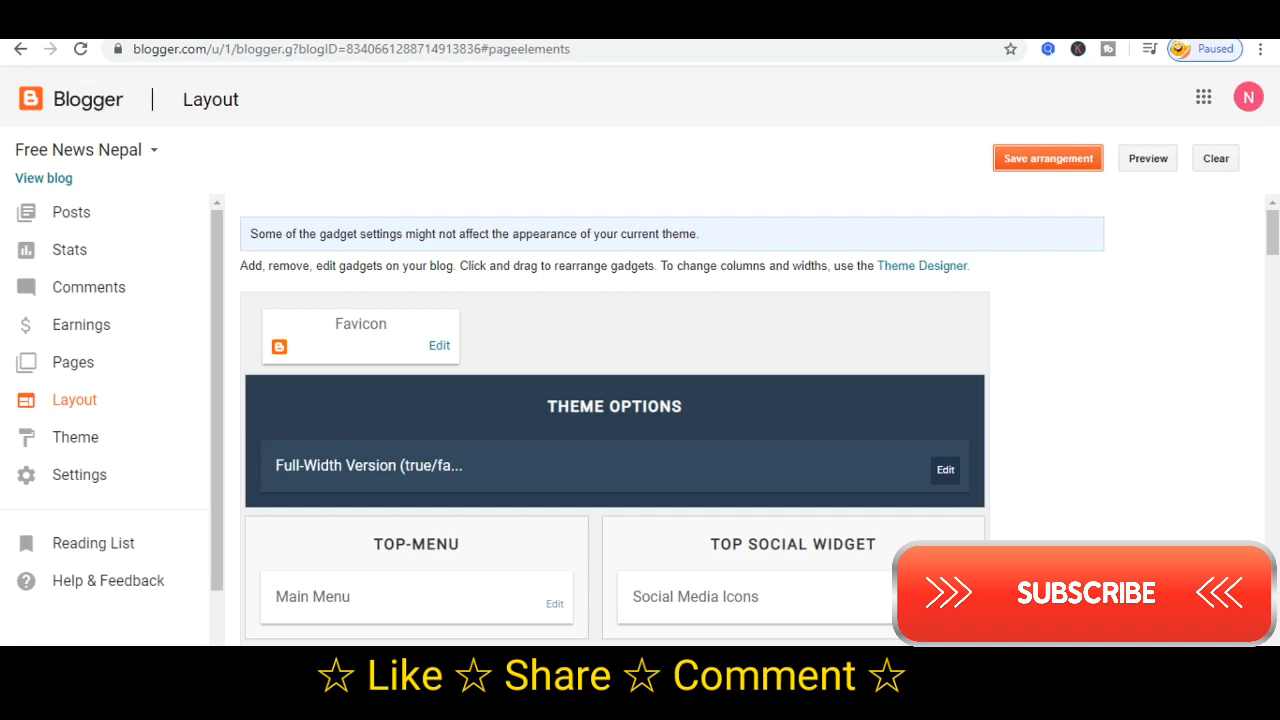 blogger.com/u/1/blogger.g?blogID=8340661288714913836#pageelements
Paused
Blogger
Layout
N
Free News Nepal
View blog
Save arrangement
Preview
Clear
Posts
Stats
Comments
Earnings
Pages
Layout
Theme
Settings
Reading List
Help & Feedback
Some of the gadget settings might not affect the appearance of your current theme.
Add, remove, edit gadgets on your blog. Click and drag to rearrange gadgets. To change columns and widths, use the Theme Designer.
Favicon
Edit
THEME OPTIONS
Full-Width Version (true/fa...
Edit
TOP-MENU
Main Menu
Edit
TOP SOCIAL WIDGET
Social Media Icons
SUBSCRIBE
☆ Like ☆ Share ☆ Comment ☆